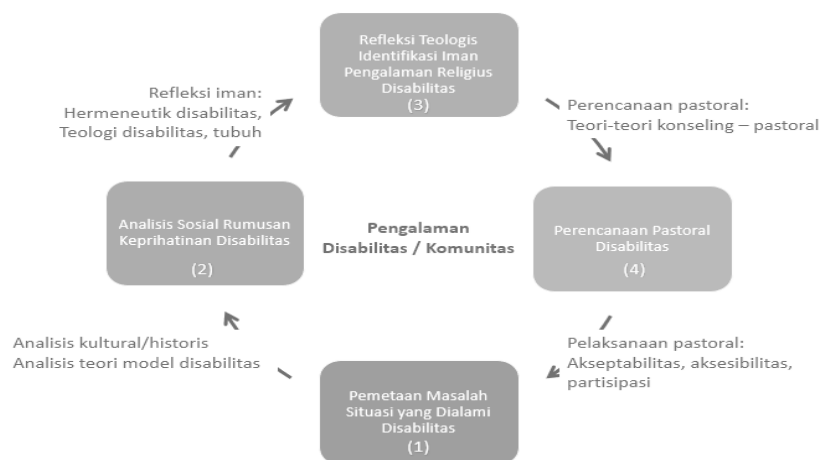 Refleksi Teologis
Identifikasi Iman
Pengalaman Religius
Disabilitas
(3)
Refleksi iman:
Hermeneutik disabilitas,
Teologi disabilitas, tubuh
Perencanaan pastoral:
Teori-teori konseling – pastoral
Analisis Sosial Rumusan
Keprihatinan Disabilitas
(2)
Pengalaman
Disabilitas / Komunitas
Perencanaan Pastoral
Disabilitas
(4)
Analisis kultural/historis
Analisis teori model disabilitas
Pelaksanaan pastoral:
Akseptabilitas, aksesibilitas,
partisipasi
Pemetaan Masalah
Situasi yang Dialami
Disabilitas
(1)